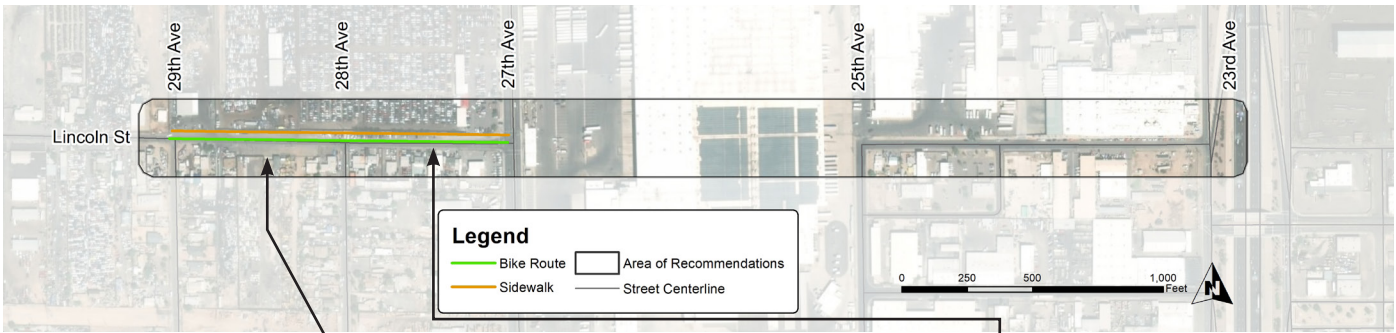 29th Ave
28th Ave
27th Ave
25th Ave
23rd Ave
Lincoln St
Legend
Bike Route
Area of Recommendations
Sidewalk
Street Centerline
0 250 500 1,000
Feet
N